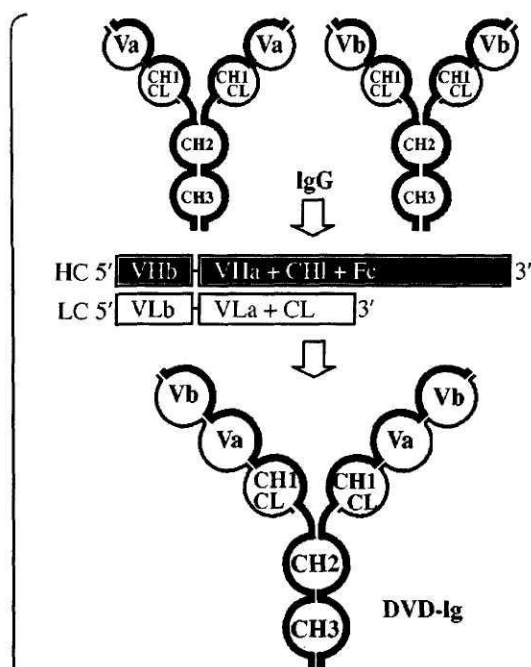 Va Va Vb Vb
CH1 CL CH1 CL CH1 CL CH1 CL
CH2 CH2
CH3 CH3
IgG
HC 5′ VHb VHa + CHl + Fc 3′
LC 5′ VLb VLa + CL 3′
Vb Vb
Va Va
CH1 CL CH1 CL
CH2
CH3 DVD-Ig